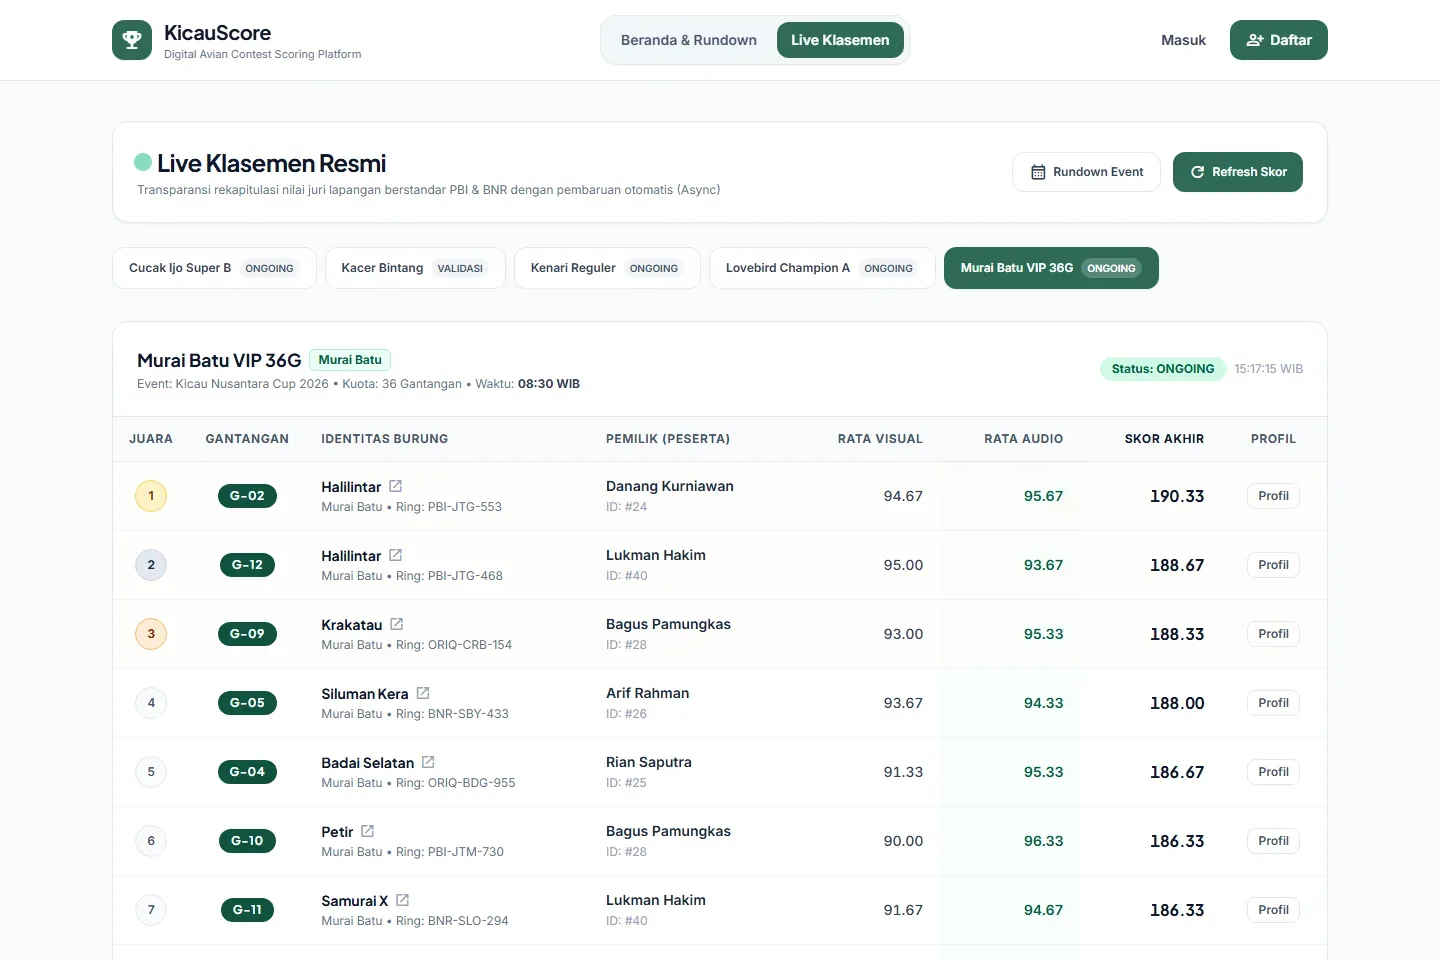 KicauScore
Digital Avian Contest Scoring Platform
Beranda & Rundown
Live Klasemen
Masuk
Daftar
Live Klasemen Resmi
Transparansi rekapitulasi nilai juri lapangan berstandar PBI & BNR dengan pembaruan otomatis (Async)
Rundown Event
Refresh Skor
Cucak Ijo Super B ONGOING
Kacer Bintang VALIDASI
Kenari Reguler ONGOING
Lovebird Champion A ONGOING
Murai Batu VIP 36G ONGOING
Murai Batu VIP 36G Murai Batu
Event: Kicau Nusantara Cup 2026 • Kuota: 36 Gantangan • Waktu: 08:30 WIB
Status: ONGOING 15:17:15 WIB
JUARA GANTANGAN IDENTITAS BURUNG PEMILIK (PESERTA) RATA VISUAL RATA AUDIO SKOR AKHIR PROFIL
1 G-02 Halilintar Danang Kurniawan 94.67 95.67 190.33 Profil
Murai Batu • Ring: PBI-JTG-553 ID: #24
2 G-12 Halilintar Lukman Hakim 95.00 93.67 188.67 Profil
Murai Batu • Ring: PBI-JTG-468 ID: #40
3 G-09 Krakatau Bagus Pamungkas 93.00 95.33 188.33 Profil
Murai Batu • Ring: ORIQ-CRB-154 ID: #28
4 G-05 Siluman Kera Arif Rahman 93.67 94.33 188.00 Profil
Murai Batu • Ring: BNR-SBY-433 ID: #26
5 G-04 Badai Selatan Rian Saputra 91.33 95.33 186.67 Profil
Murai Batu • Ring: ORIQ-BDG-955 ID: #25
6 G-10 Petir Bagus Pamungkas 90.00 96.33 186.33 Profil
Murai Batu • Ring: PBI-JTM-730 ID: #28
7 G-11 Samurai X Lukman Hakim 91.67 94.67 186.33 Profil
Murai Batu • Ring: BNR-SLO-294 ID: #40